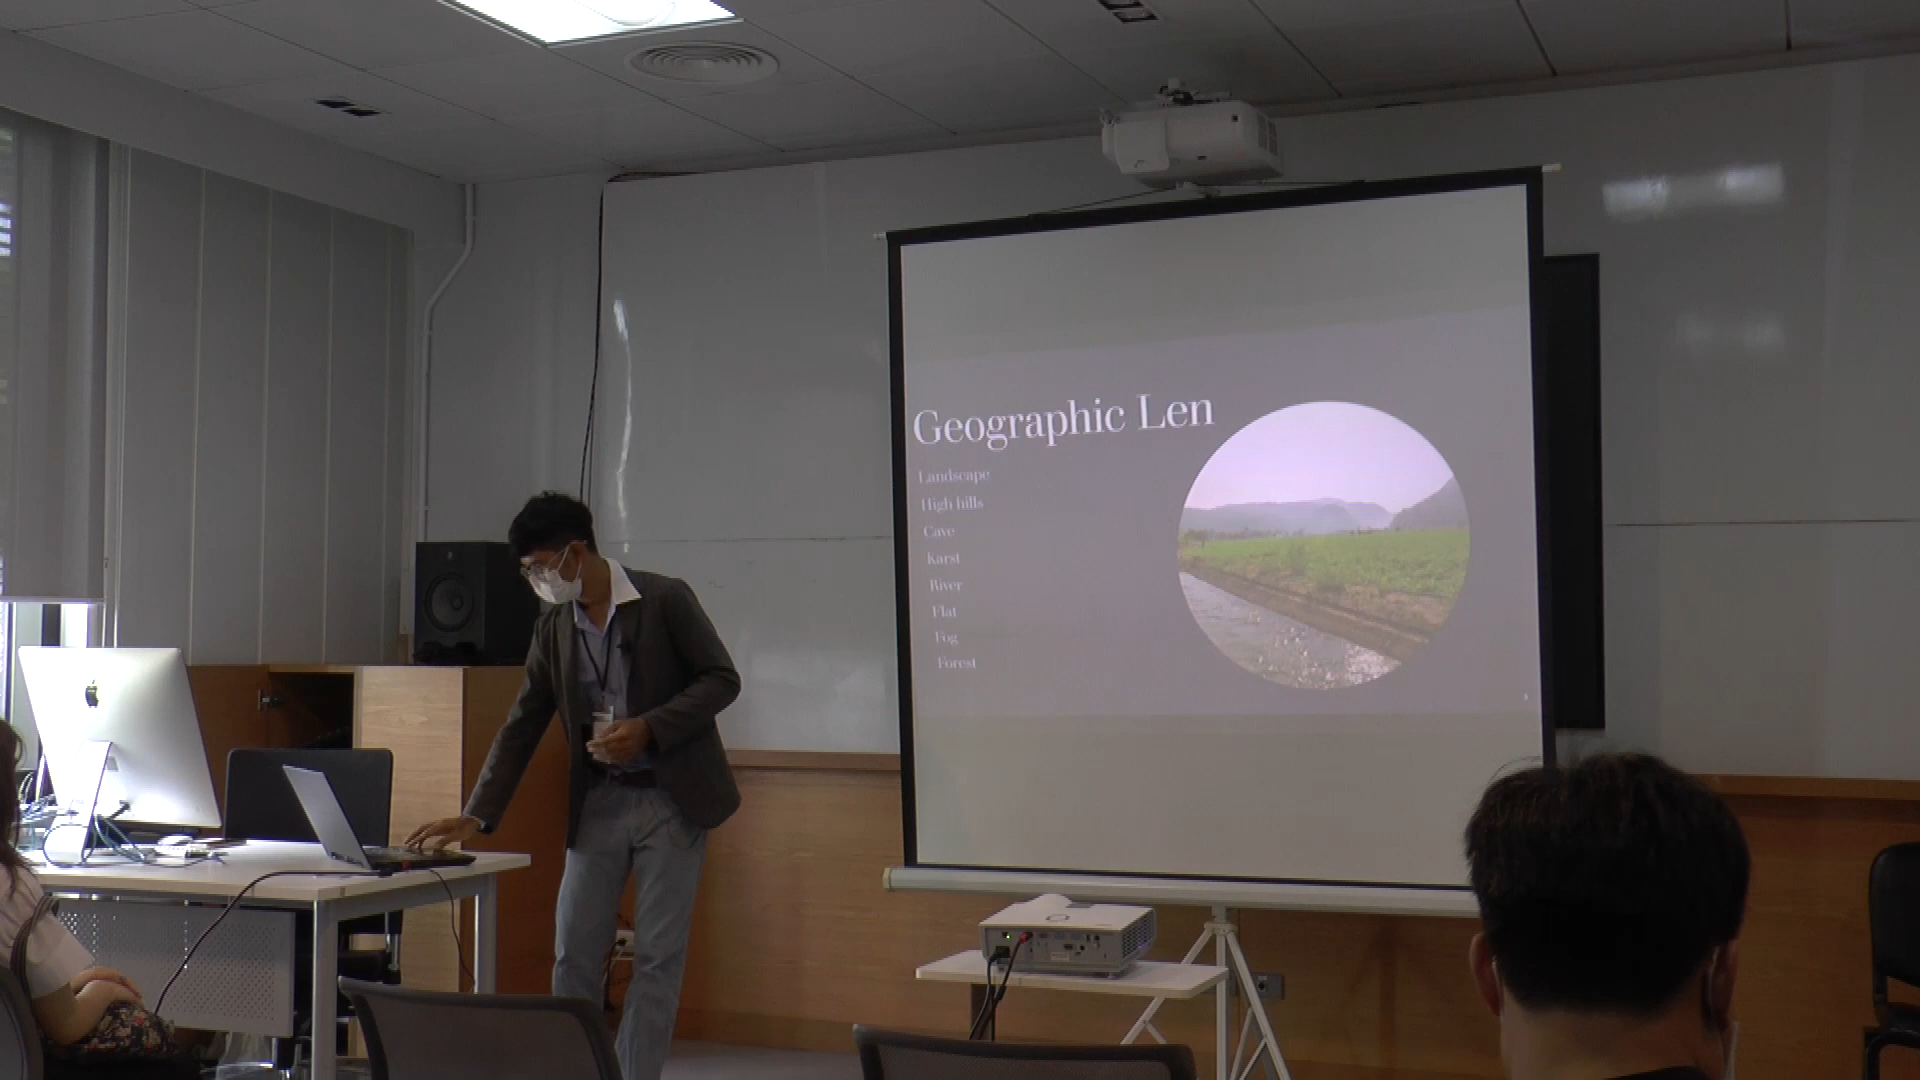 Geographic Len
Landscape
High hills
Cave
Karst
River
Flat
Fog
Forest